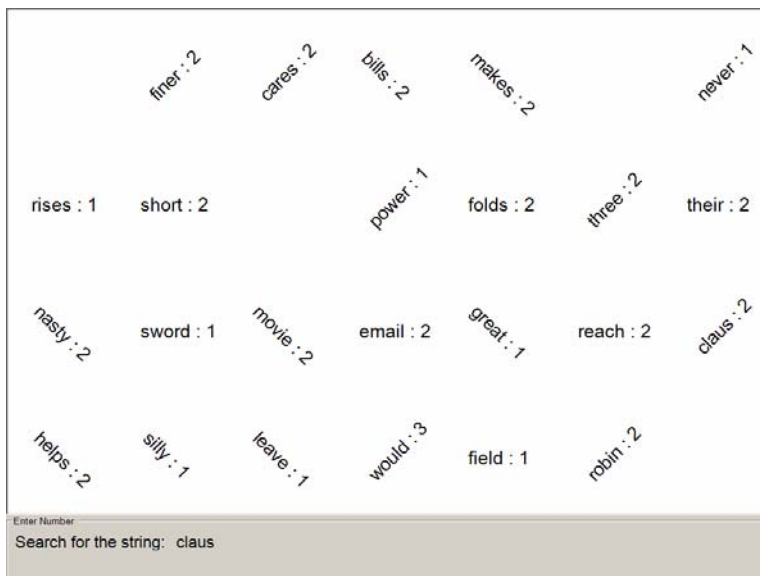 finer : 2
cares : 2
bills : 2
makes : 2
never : 1
rises : 1
short : 2
power : 1
folds : 2
three : 2
their : 2
nasty : 2
sword : 1
movie : 2
email : 2
great : 1
reach : 2
claus : 2
helps : 2
silly : 1
leave : 1
would : 3
field : 1
robin : 2
Enter Number
Search for the string: claus